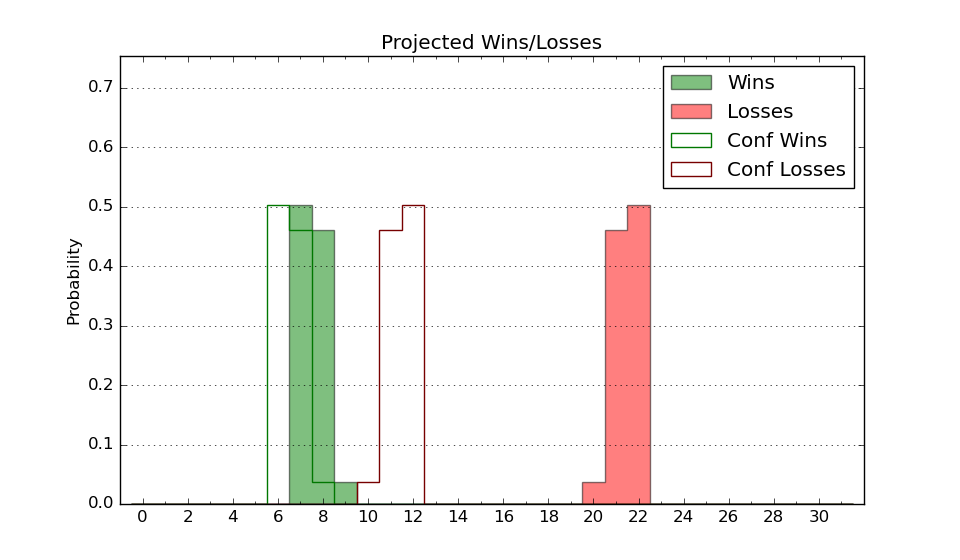 Projected Wins/Losses
Wins
Losses
Conf Wins
Conf Losses
Probability
0.7
0.6
0.5
0.4
0.3
0.2
0.1
0.0
0 2 4 6 8 10 12 14 16 18 20 22 24 26 28 30